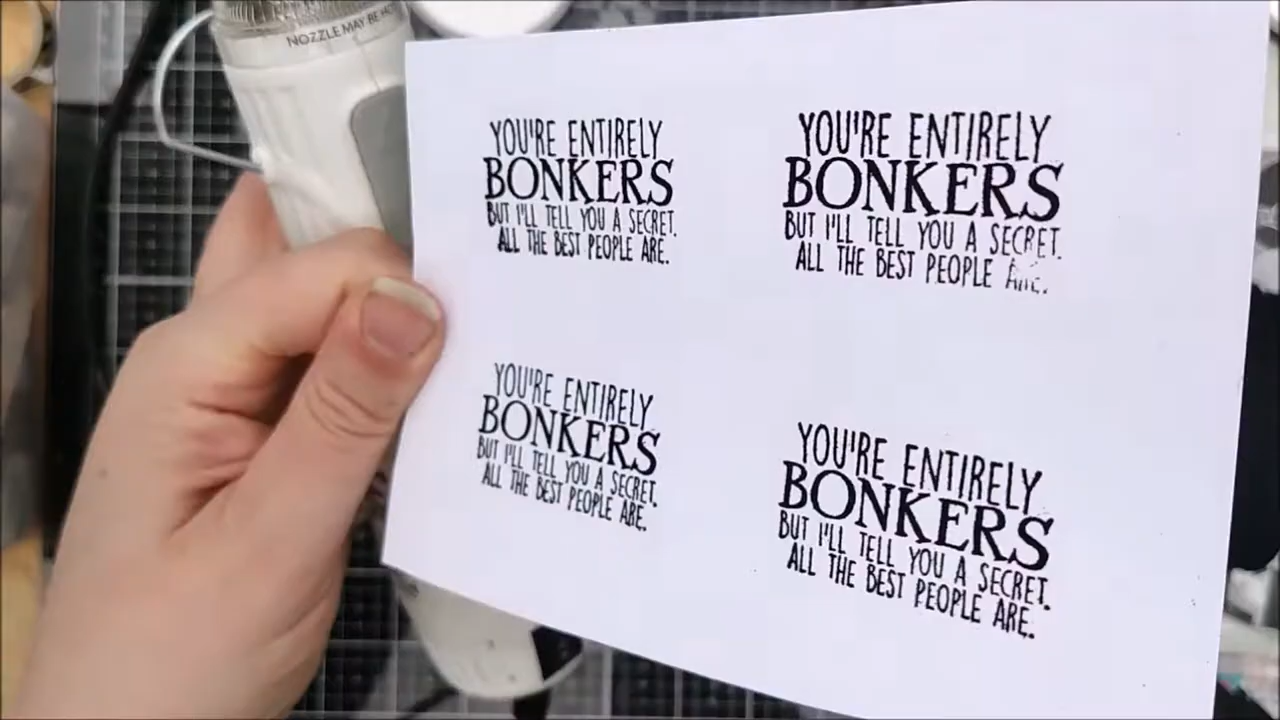 NOZZLE MAY BE
YOU'RE ENTIRELY
BONKERS
BUT I'LL TELL YOU A SECRET.
ALL THE BEST PEOPLE ARE.
YOU'RE ENTIRELY
BONKERS
BUT I'LL TELL YOU A SECRET.
ALL THE BEST PEOPLE ARE.
YOU'RE ENTIRELY
BONKERS
BUT I'LL TELL YOU A SECRET.
ALL THE BEST PEOPLE ARE.
YOU'RE ENTIRELY
BONKERS
BUT I'LL TELL YOU A SECRET.
ALL THE BEST PEOPLE ARE.